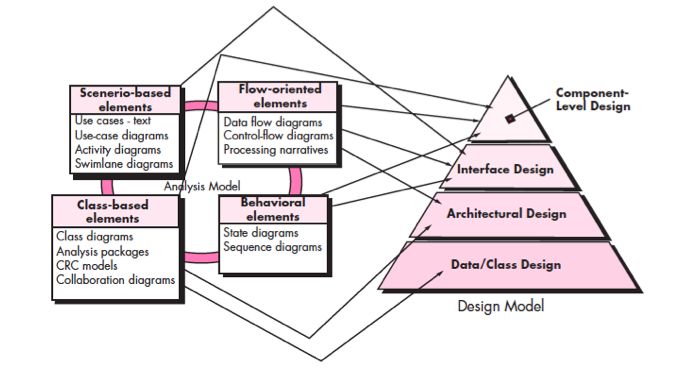 Scenerio-based
elements
Use cases - text
Use-case diagrams
Activity diagrams
Swimlane diagrams
Flow-oriented
elements
Data flow diagrams
Control-flow diagrams
Processing narratives
Analysis Model
Class-based
elements
Class diagrams
Analysis packages
CRC models
Collaboration diagrams
Behavioral
elements
State diagrams
Sequence diagrams
Component-
Level Design
Interface Design
Architectural Design
Data/Class Design
Design Model